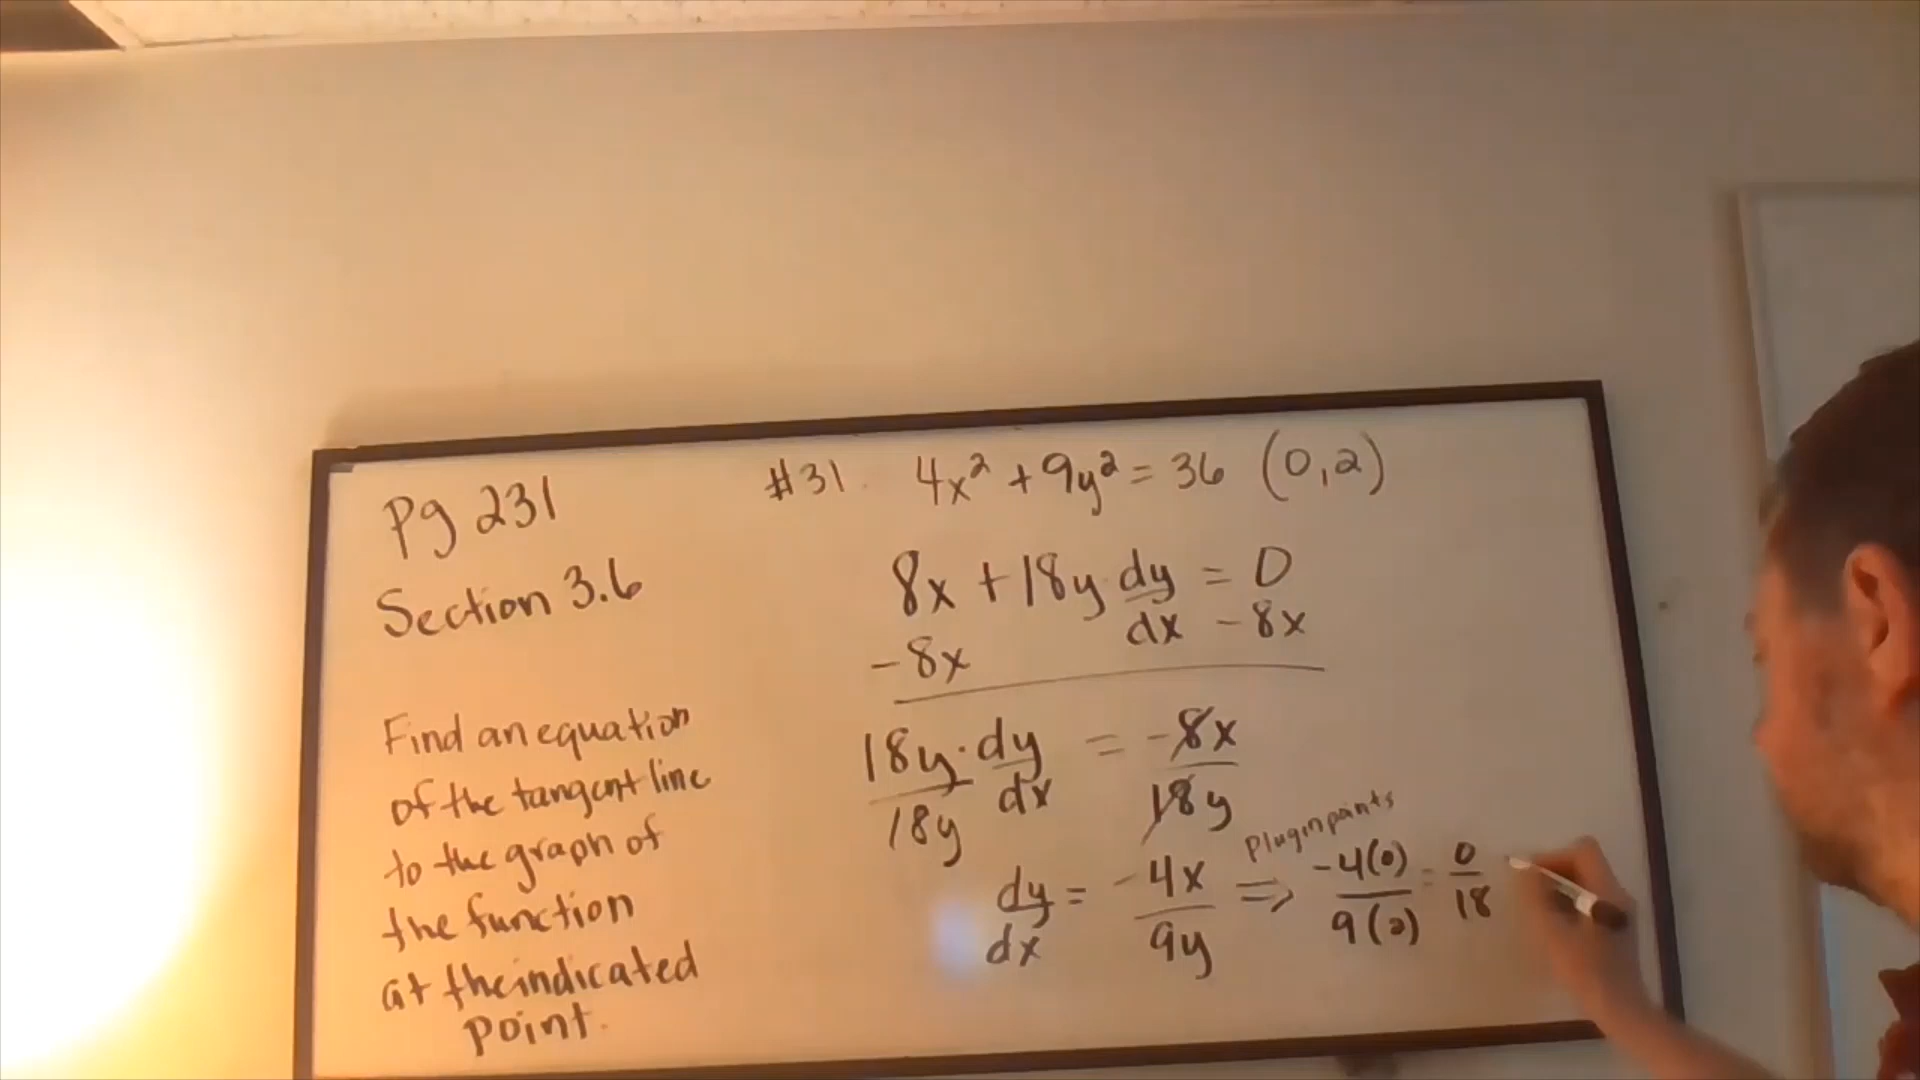 Pg 231
Section 3.6
Find an equation
of the tangent line
to the graph of
the function
at the indicated
point.
#31. 4x² + 9y² = 36 (0,2)
8x + 18y dy/dx = 0
-8x -8x
18y · dy/dx = -8x
18y 18y
Plug in points
dy/dx = -4x/9y ⇒ -4(0)/9(2) = 0/18